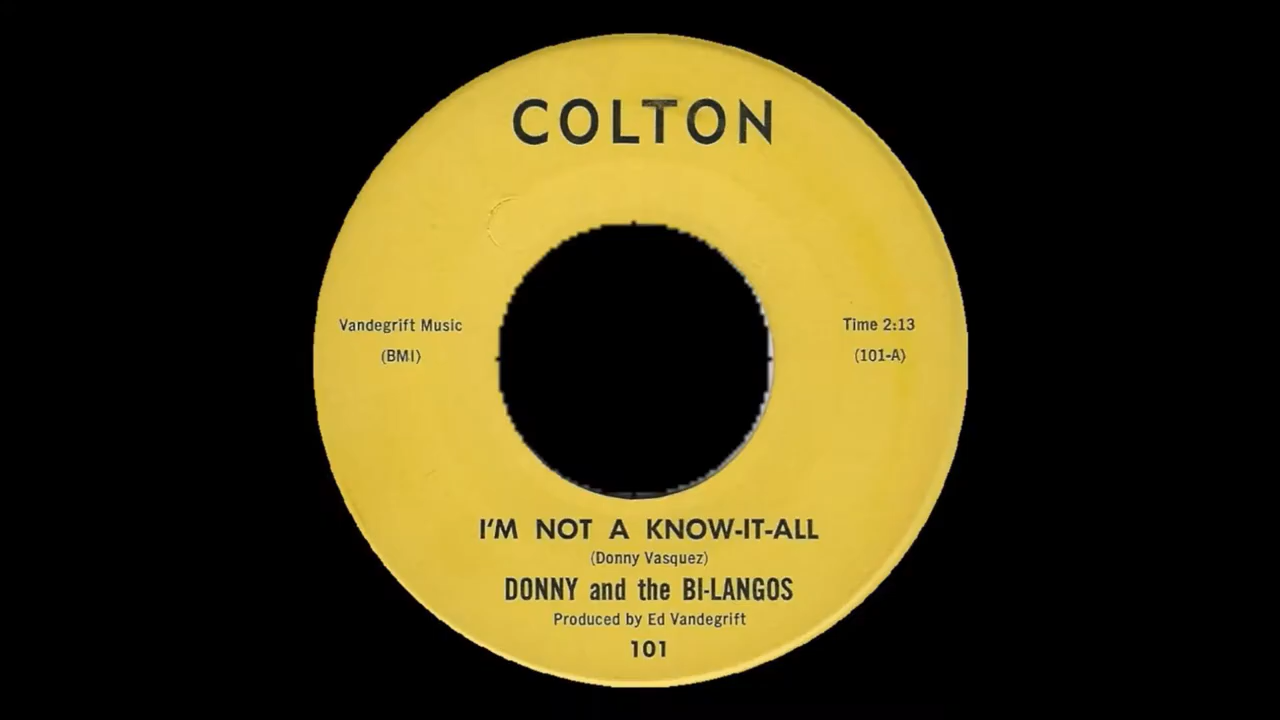 COLTON
Vandegrift Music
(BMI)
Time 2:13
(101-A)
I'M NOT A KNOW-IT-ALL
(Donny Vasquez)
DONNY and the BI-LANGOS
Produced by Ed Vandegrift
101